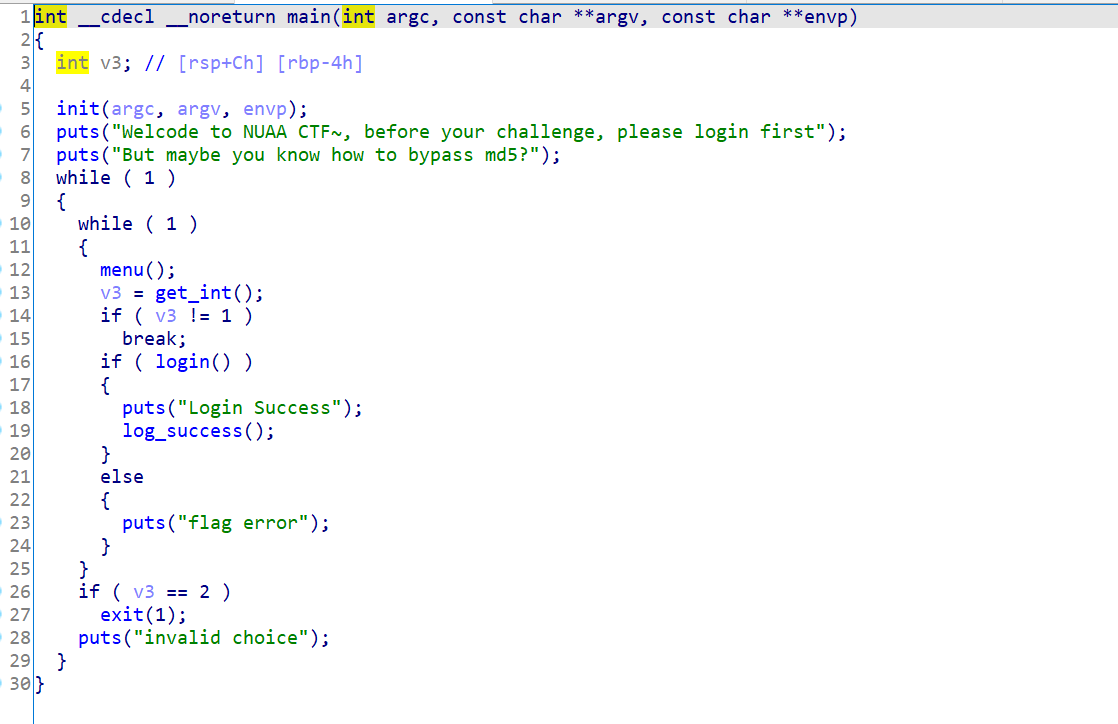 1 int __cdecl __noreturn main(int argc, const char **argv, const char **envp)
2 {
3   int v3; // [rsp+Ch] [rbp-4h]
4
5   init(argc, argv, envp);
6   puts("Welcode to NUAA CTF~, before your challenge, please login first");
7   puts("But maybe you know how to bypass md5?");
8   while ( 1 )
9   {
10     while ( 1 )
11     {
12       menu();
13       v3 = get_int();
14       if ( v3 != 1 )
15         break;
16       if ( login() )
17       {
18         puts("Login Success");
19         log_success();
20       }
21       else
22       {
23         puts("flag error");
24       }
25     }
26     if ( v3 == 2 )
27       exit(1);
28     puts("invalid choice");
29   }
30 }